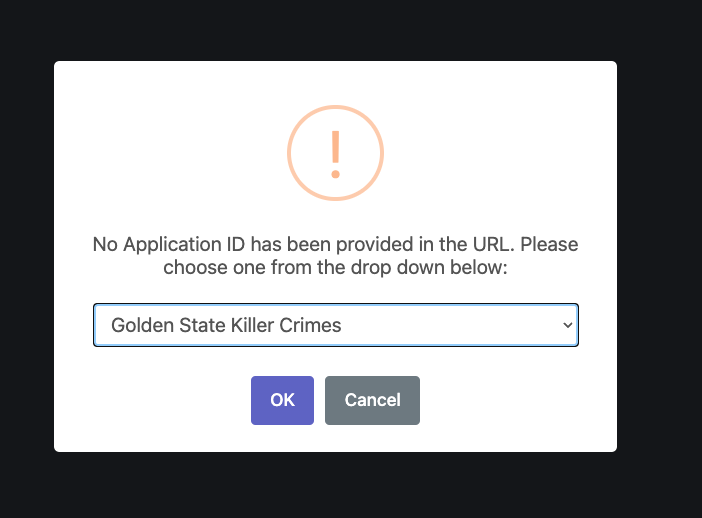 No Application ID has been provided in the URL. Please
choose one from the drop down below:
Golden State Killer Crimes
OK
Cancel